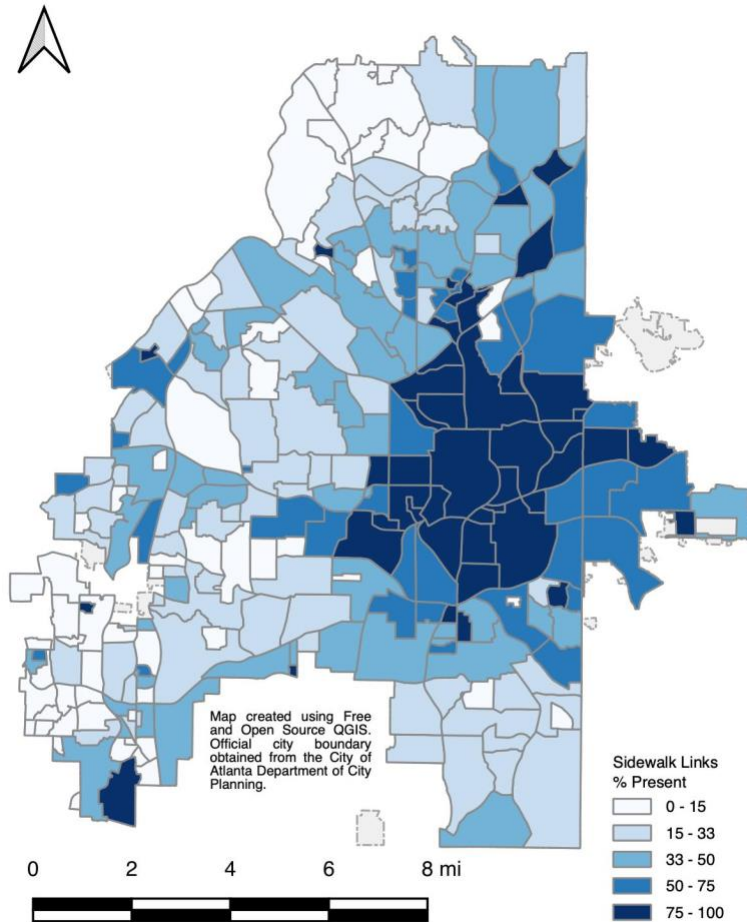 Map created using Free
and Open Source QGIS.
Official city boundary
obtained from the City of
Atlanta Department of City
Planning.
Sidewalk Links
% Present
0 - 15
15 - 33
33 - 50
50 - 75
75 - 100
0 2 4 6 8 mi